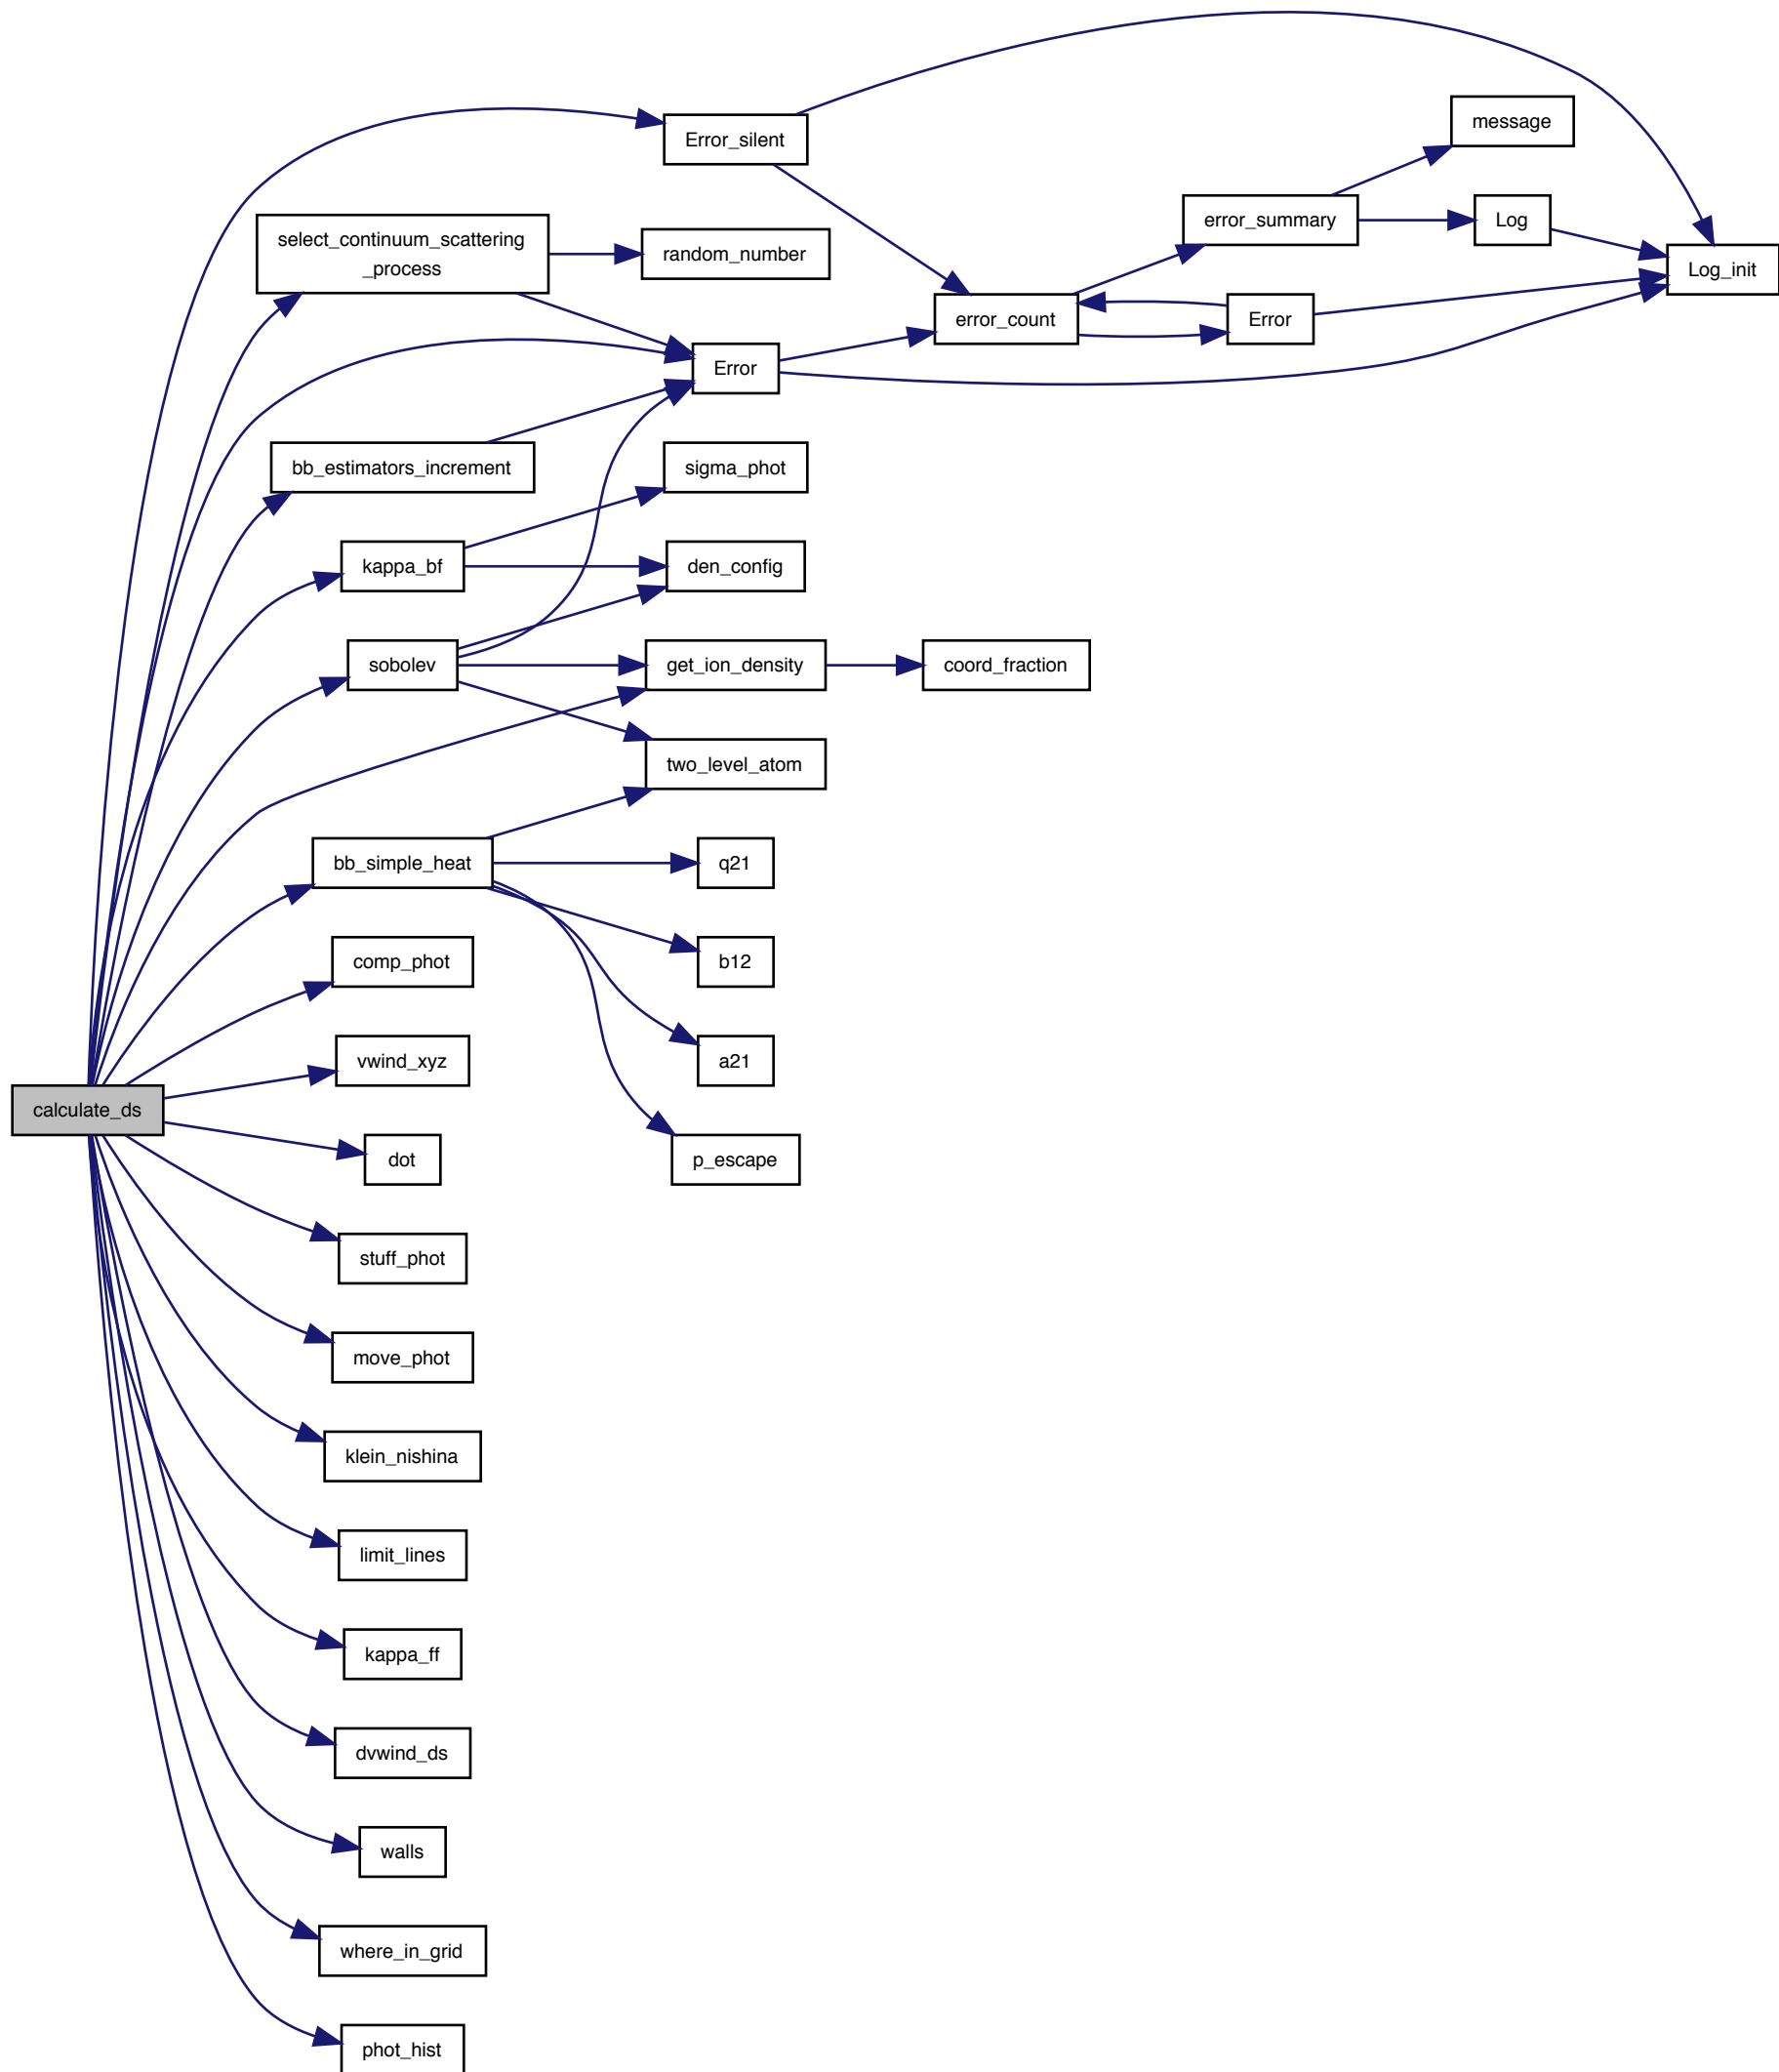 message
Error_silent
error_summary
Log
select_continuum_scattering
_process
random_number
Log_init
error_count
Error
Error
bb_estimators_increment
sigma_phot
kappa_bf
den_config
sobolev
get_ion_density
coord_fraction
two_level_atom
bb_simple_heat
q21
comp_phot
b12
vwind_xyz
a21
calculate_ds
dot
p_escape
stuff_phot
move_phot
klein_nishina
limit_lines
kappa_ff
dvwind_ds
walls
where_in_grid
phot_hist